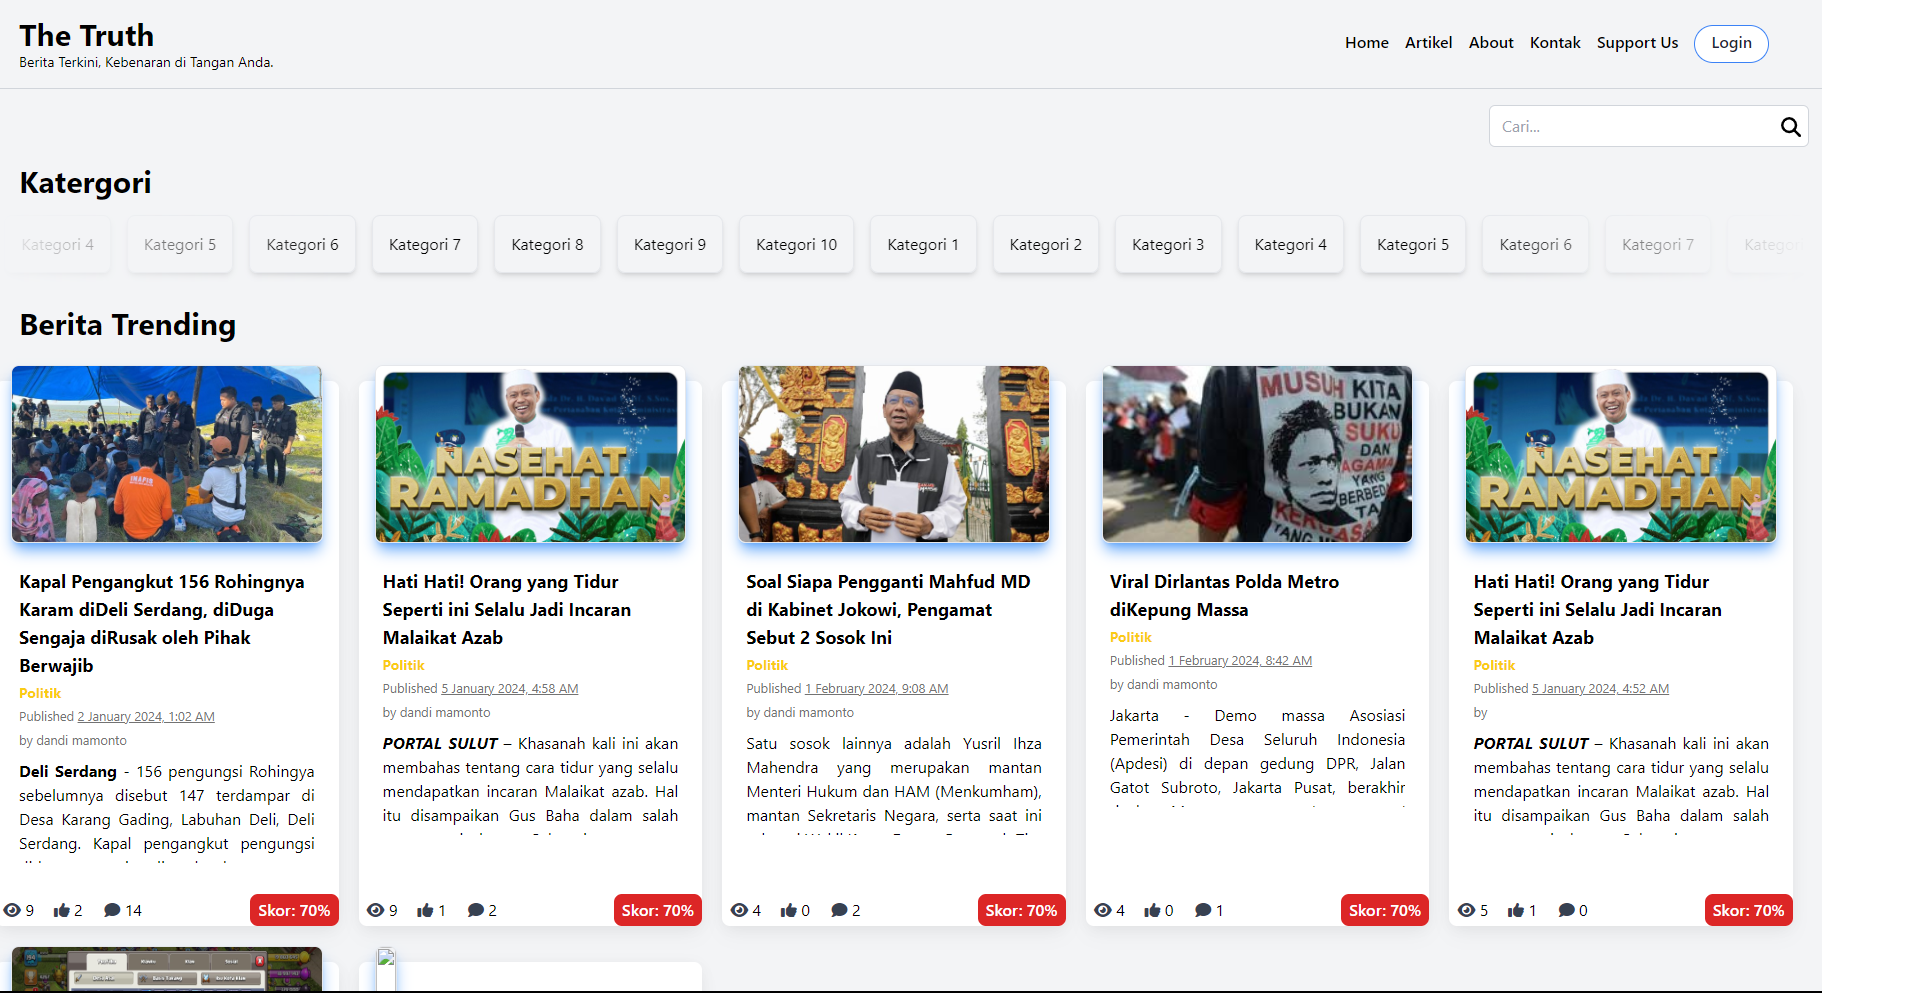 The Truth
Berita Terkini, Kebenaran di Tangan Anda.
Home Artikel About Kontak Support Us Login
Cari...
Katergori
Kategori 4 Kategori 5 Kategori 6 Kategori 7 Kategori 8 Kategori 9 Kategori 10 Kategori 1 Kategori 2 Kategori 3 Kategori 4 Kategori 5 Kategori 6 Kategori 7
Berita Trending
NASEHAT
RAMADHAN
MUSUH KITA
BUKAN
SUKU
DAN
AGAMA
YANG
BERBEDA
NASEHAT
RAMADHAN
Kapal Pengangkut 156 Rohingnya
Karam diDeli Serdang, diDuga
Sengaja diRusak oleh Pihak
Berwajib
Politik
Published 2 January 2024, 1:02 AM
by dandi mamonto
Deli Serdang - 156 pengungsi Rohingya
sebelumnya disebut 147 terdampar di
Desa Karang Gading, Labuhan Deli, Deli
Serdang. Kapal pengangkut pengungsi
9 2 14 Skor: 70%
Hati Hati! Orang yang Tidur
Seperti ini Selalu Jadi Incaran
Malaikat Azab
Politik
Published 5 January 2024, 4:58 AM
by dandi mamonto
PORTAL SULUT – Khasanah kali ini akan
membahas tentang cara tidur yang selalu
mendapatkan incaran Malaikat azab. Hal
itu disampaikan Gus Baha dalam salah
9 1 2 Skor: 70%
Soal Siapa Pengganti Mahfud MD
di Kabinet Jokowi, Pengamat
Sebut 2 Sosok Ini
Politik
Published 1 February 2024, 9:08 AM
by dandi mamonto
Satu sosok lainnya adalah Yusril Ihza
Mahendra yang merupakan mantan
Menteri Hukum dan HAM (Menkumham),
mantan Sekretaris Negara, serta saat ini
4 0 2 Skor: 70%
Viral Dirlantas Polda Metro
diKepung Massa
Politik
Published 1 February 2024, 8:42 AM
by dandi mamonto
Jakarta - Demo massa Asosiasi
Pemerintah Desa Seluruh Indonesia
(Apdesi) di depan gedung DPR, Jalan
Gatot Subroto, Jakarta Pusat, berakhir
4 0 1 Skor: 70%
Hati Hati! Orang yang Tidur
Seperti ini Selalu Jadi Incaran
Malaikat Azab
Politik
Published 5 January 2024, 4:52 AM
by
PORTAL SULUT – Khasanah kali ini akan
membahas tentang cara tidur yang selalu
mendapatkan incaran Malaikat azab. Hal
itu disampaikan Gus Baha dalam salah
5 1 0 Skor: 70%